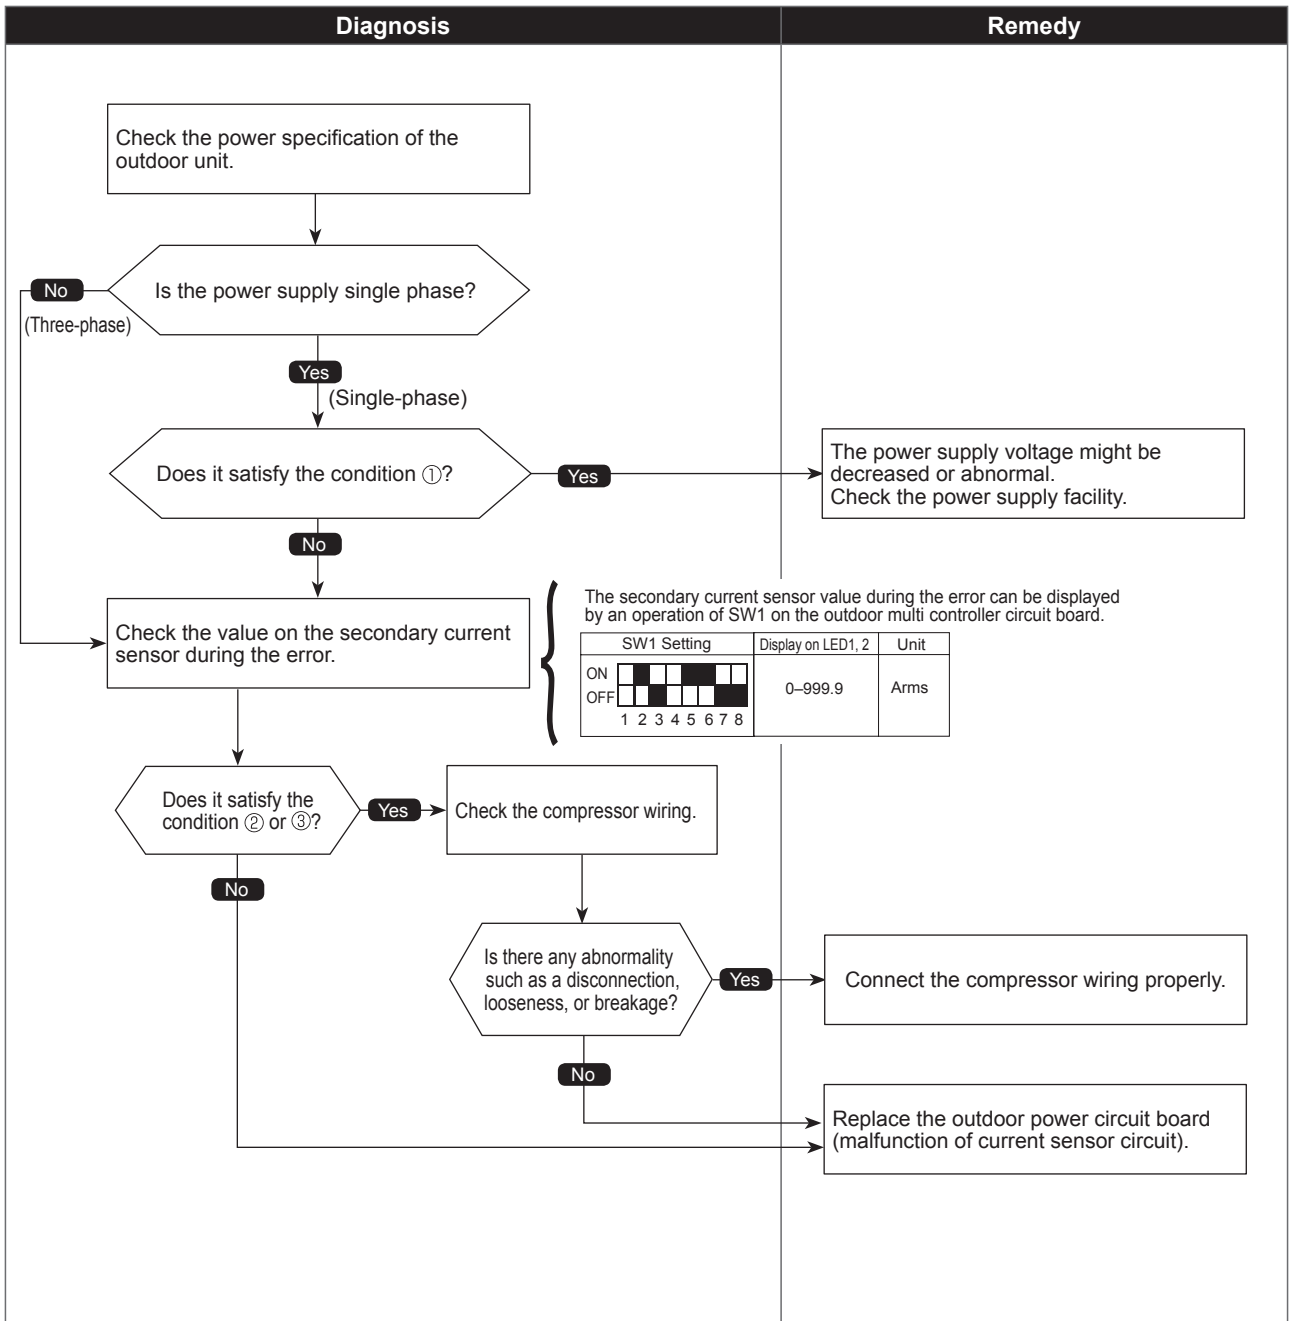 Diagnosis
Remedy
Check the power specification of the
outdoor unit.
Is the power supply single phase?
No
(Three-phase)
Yes
(Single-phase)
Does it satisfy the condition ①?
Yes
The power supply voltage might be
decreased or abnormal.
Check the power supply facility.
No
Check the value on the secondary current
sensor during the error.
The secondary current sensor value during the error can be displayed
by an operation of SW1 on the outdoor multi controller circuit board.
SW1 Setting
Display on LED1, 2
Unit
ON
OFF
1 2 3 4 5 6 7 8
0–999.9
Arms
Does it satisfy the
condition ② or ③?
Yes
Check the compressor wiring.
No
Is there any abnormality
such as a disconnection,
looseness, or breakage?
Yes
Connect the compressor wiring properly.
No
Replace the outdoor power circuit board
(malfunction of current sensor circuit).